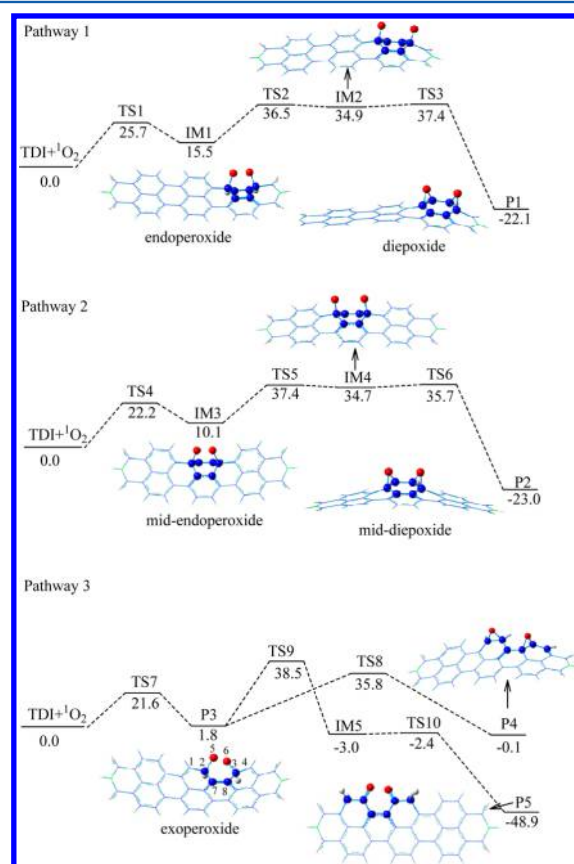 Pathway 1
TS1
25.7
TS2
36.5
IM2
34.9
TS3
37.4
TDI+¹O₂
0.0
IM1
15.5
P1
-22.1
endoperoxide
diepoxide
Pathway 2
TS4
22.2
TS5
37.4
IM4
34.7
TS6
35.7
TDI+¹O₂
0.0
IM3
10.1
P2
-23.0
mid-endoperoxide
mid-diepoxide
Pathway 3
TS9
38.5
TS8
35.8
TS7
21.6
TDI+¹O₂
0.0
P3
1.8
IM5
-3.0
TS10
-2.4
P4
-0.1
5 6
1 2 3 4
7 8
exoperoxide
P5
-48.9